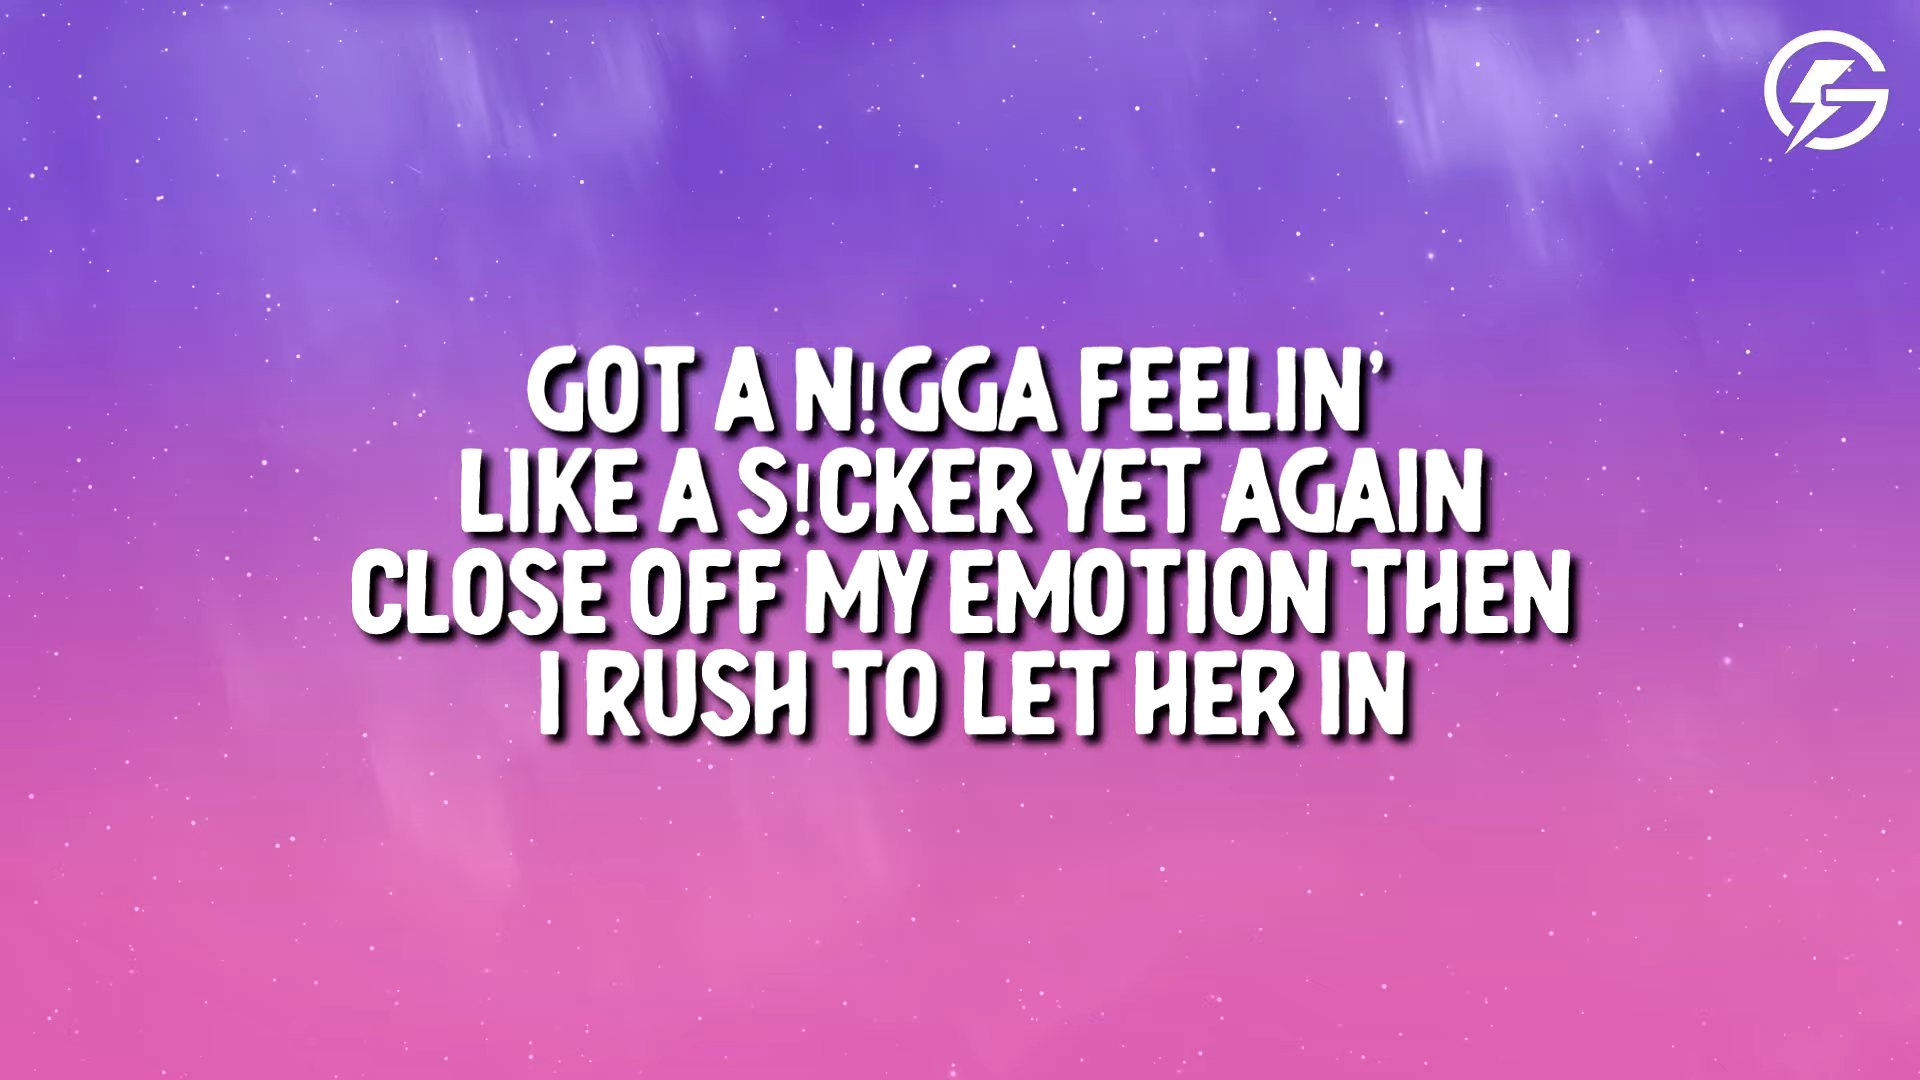 GOT A N!GGA FEELIN'
LIKE A S!CKER YET AGAIN
CLOSE OFF MY EMOTION THEN
I RUSH TO LET HER IN